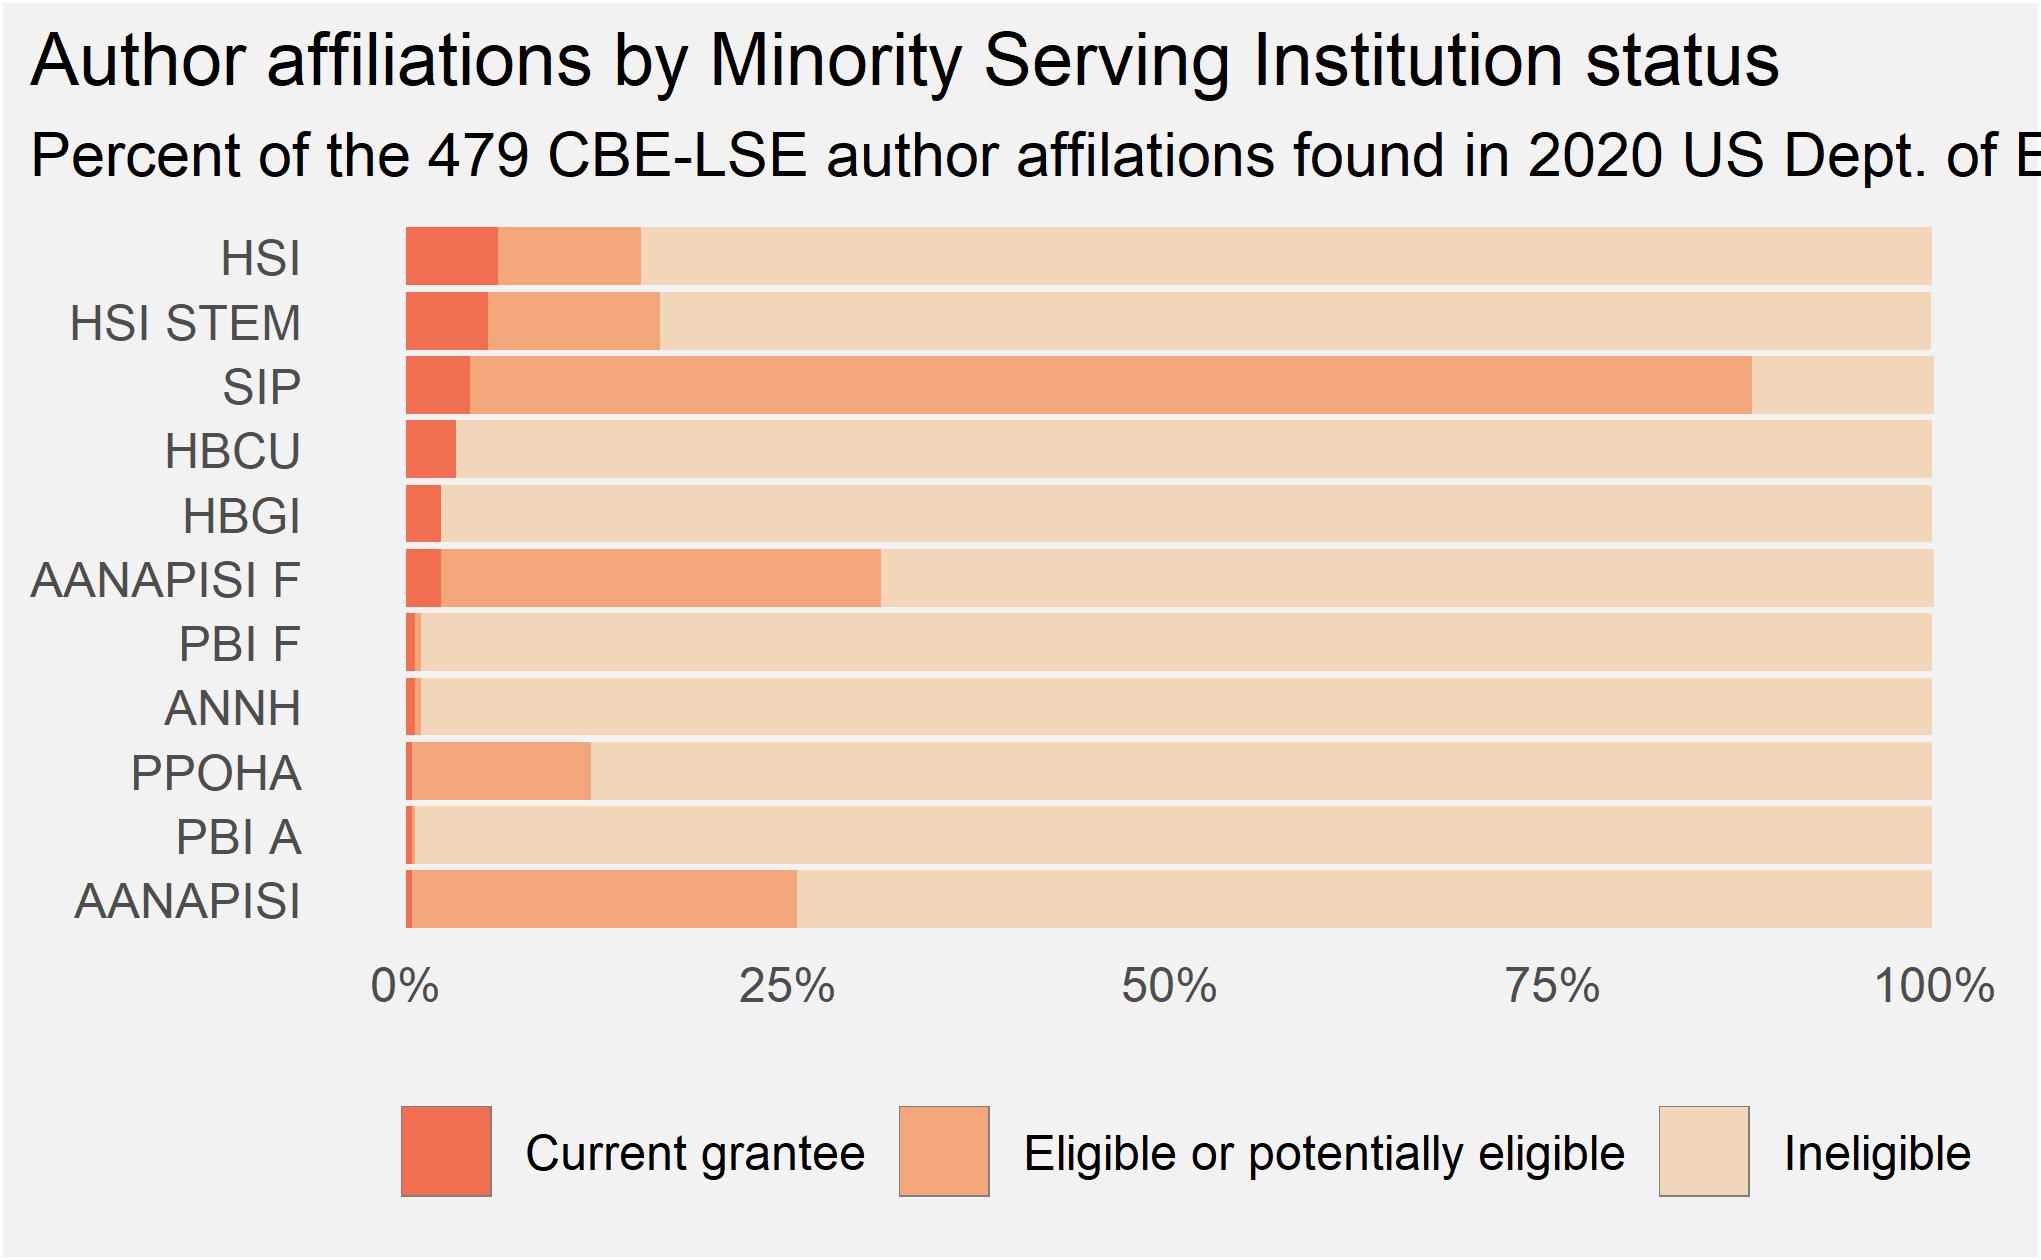 Author affiliations by Minority Serving Institution status
Percent of the 479 CBE-LSE author affilations found in 2020 US Dept. of E
HSI
HSI STEM
SIP
HBCU
HBGI
AANAPISI F
PBI F
ANNH
PPOHA
PBI A
AANAPISI
0% 25% 50% 75% 100%
Current grantee Eligible or potentially eligible Ineligible